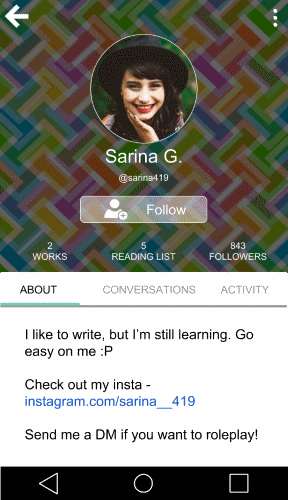 Sarina G.
@sarina419
Follow
2 5 843
WORKS READING LIST FOLLOWERS
ABOUT CONVERSATIONS ACTIVITY
I like to write, but I'm still learning. Go
easy on me :P
Check out my insta -
instagram.com/sarina__419
Send me a DM if you want to roleplay!